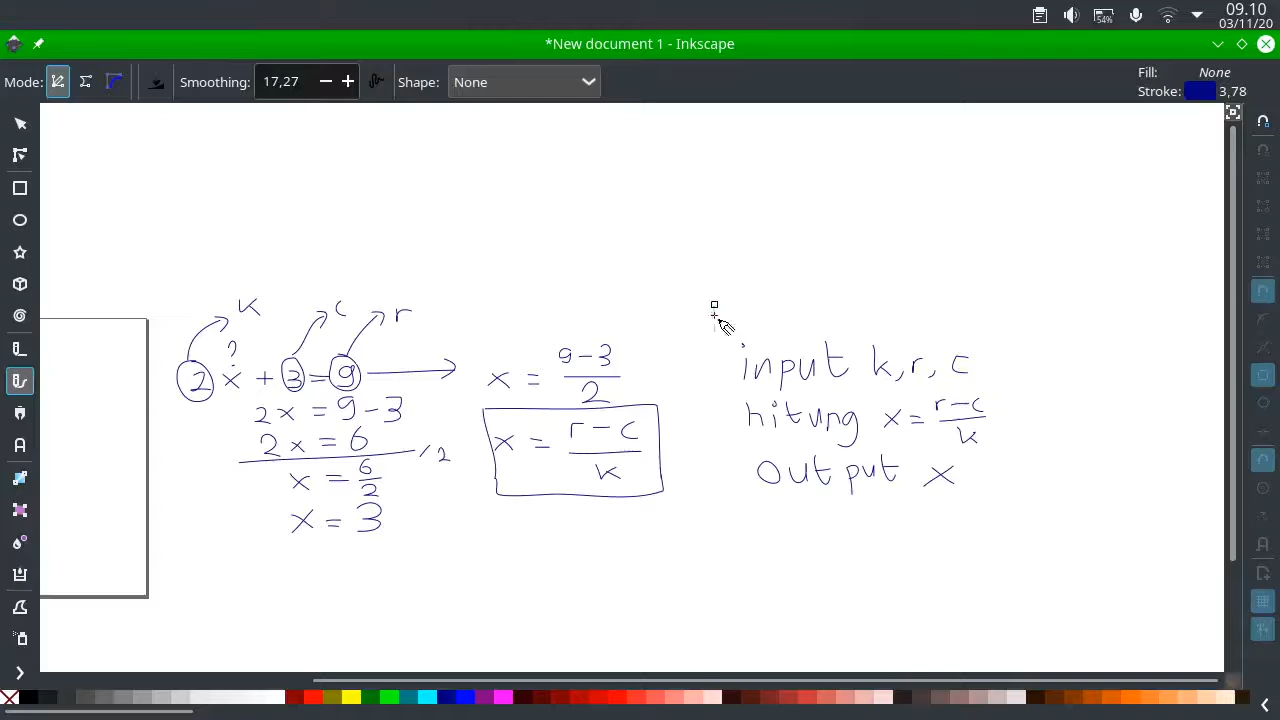 09.10
54%
03/11/20
*New document 1 - Inkscape
Mode:
Smoothing:
17,27
Shape:
None
Fill:
None
Stroke:
3,78
k
c
r
?
2x + 3 = 9
2x = 9-3
2x = 6
/2
x = 6/2
x = 3
x = 9-3/2
x = r-c/k
input k, r, c
hitung x = r-c/k
output x